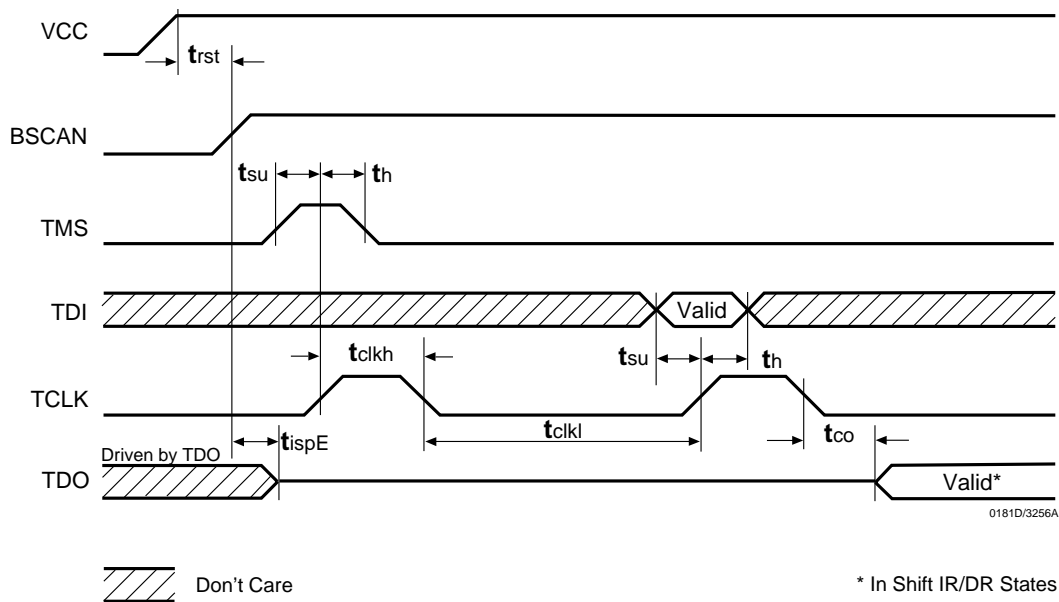 VCC
trst
BSCAN
tsu
th
TMS
TDI
Valid
tclkh
tsu
th
TCLK
tclkl
tco
tispE
Driven by TDO
TDO
Valid*
0181D/3256A
Don't Care
* In Shift IR/DR States